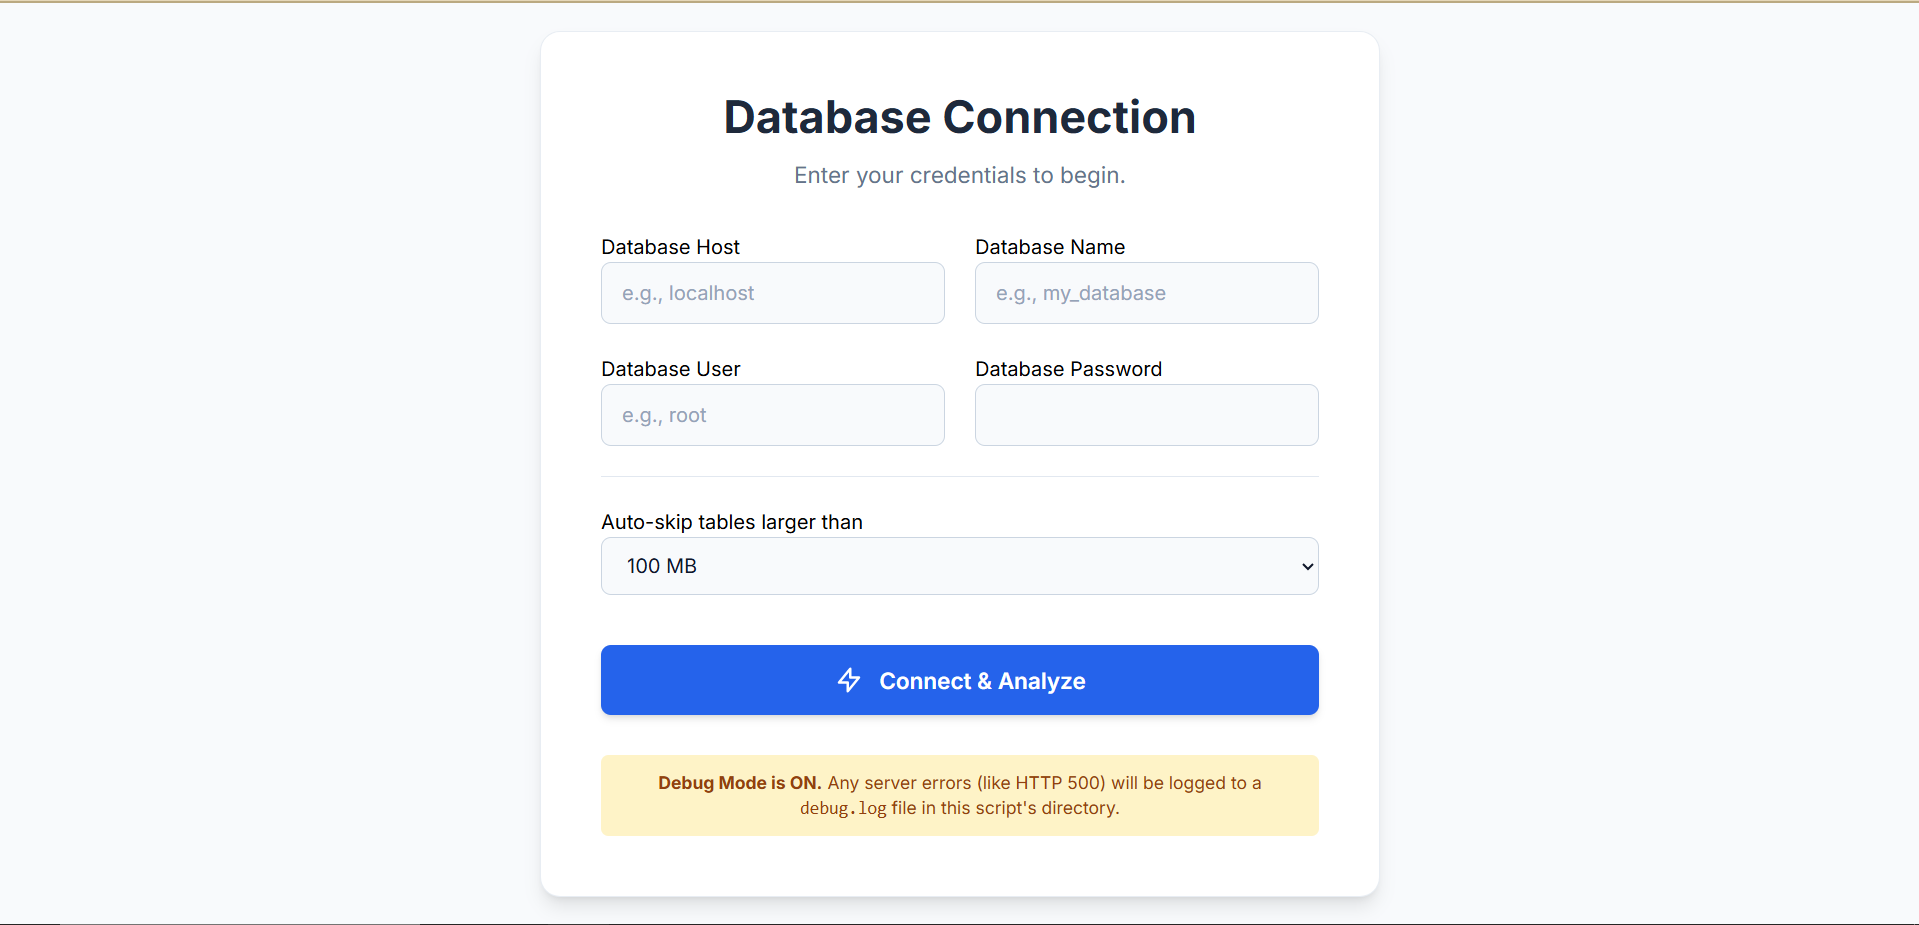 Database Connection
Enter your credentials to begin.
Database Host
Database Name
e.g., localhost
e.g., my_database
Database User
Database Password
e.g., root
Auto-skip tables larger than
100 MB
Connect & Analyze
Debug Mode is ON. Any server errors (like HTTP 500) will be logged to a
debug.log file in this script's directory.